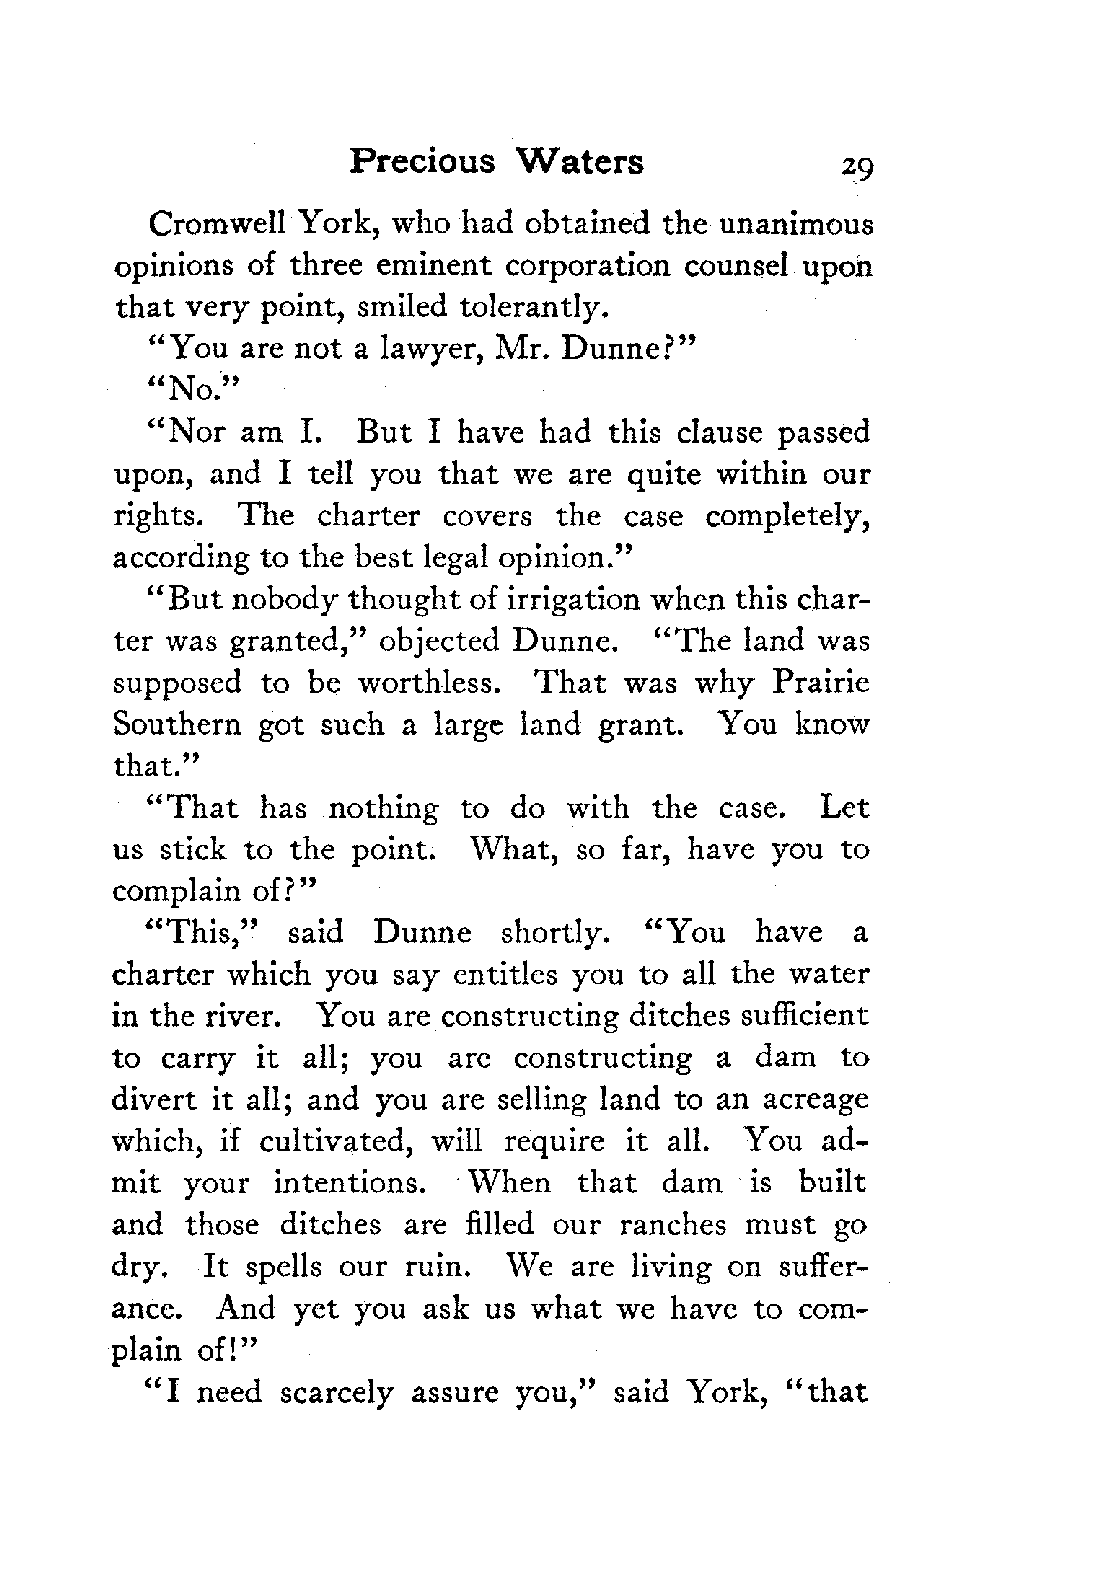 Precious Waters 29
Cromwell York, who had obtained the unanimous
opinions of three eminent corporation counsel upon
that very point, smiled tolerantly.
“You are not a lawyer, Mr. Dunne?”
“No.”
“Nor am I. But I have had this clause passed
upon, and I tell you that we are quite within our
rights. The charter covers the case completely,
according to the best legal opinion.”
“But nobody thought of irrigation when this char-
ter was granted,” objected Dunne. “The land was
supposed to be worthless. That was why Prairie
Southern got such a large land grant. You know
that.”
“That has nothing to do with the case. Let
us stick to the point. What, so far, have you to
complain of?”
“This,” said Dunne shortly. “You have a
charter which you say entitles you to all the water
in the river. You are constructing ditches sufficient
to carry it all; you are constructing a dam to
divert it all; and you are selling land to an acreage
which, if cultivated, will require it all. You ad-
mit your intentions. When that dam is built
and those ditches are filled our ranches must go
dry. It spells our ruin. We are living on suffer-
ance. And yet you ask us what we have to com-
plain of!”
“I need scarcely assure you,” said York, “that